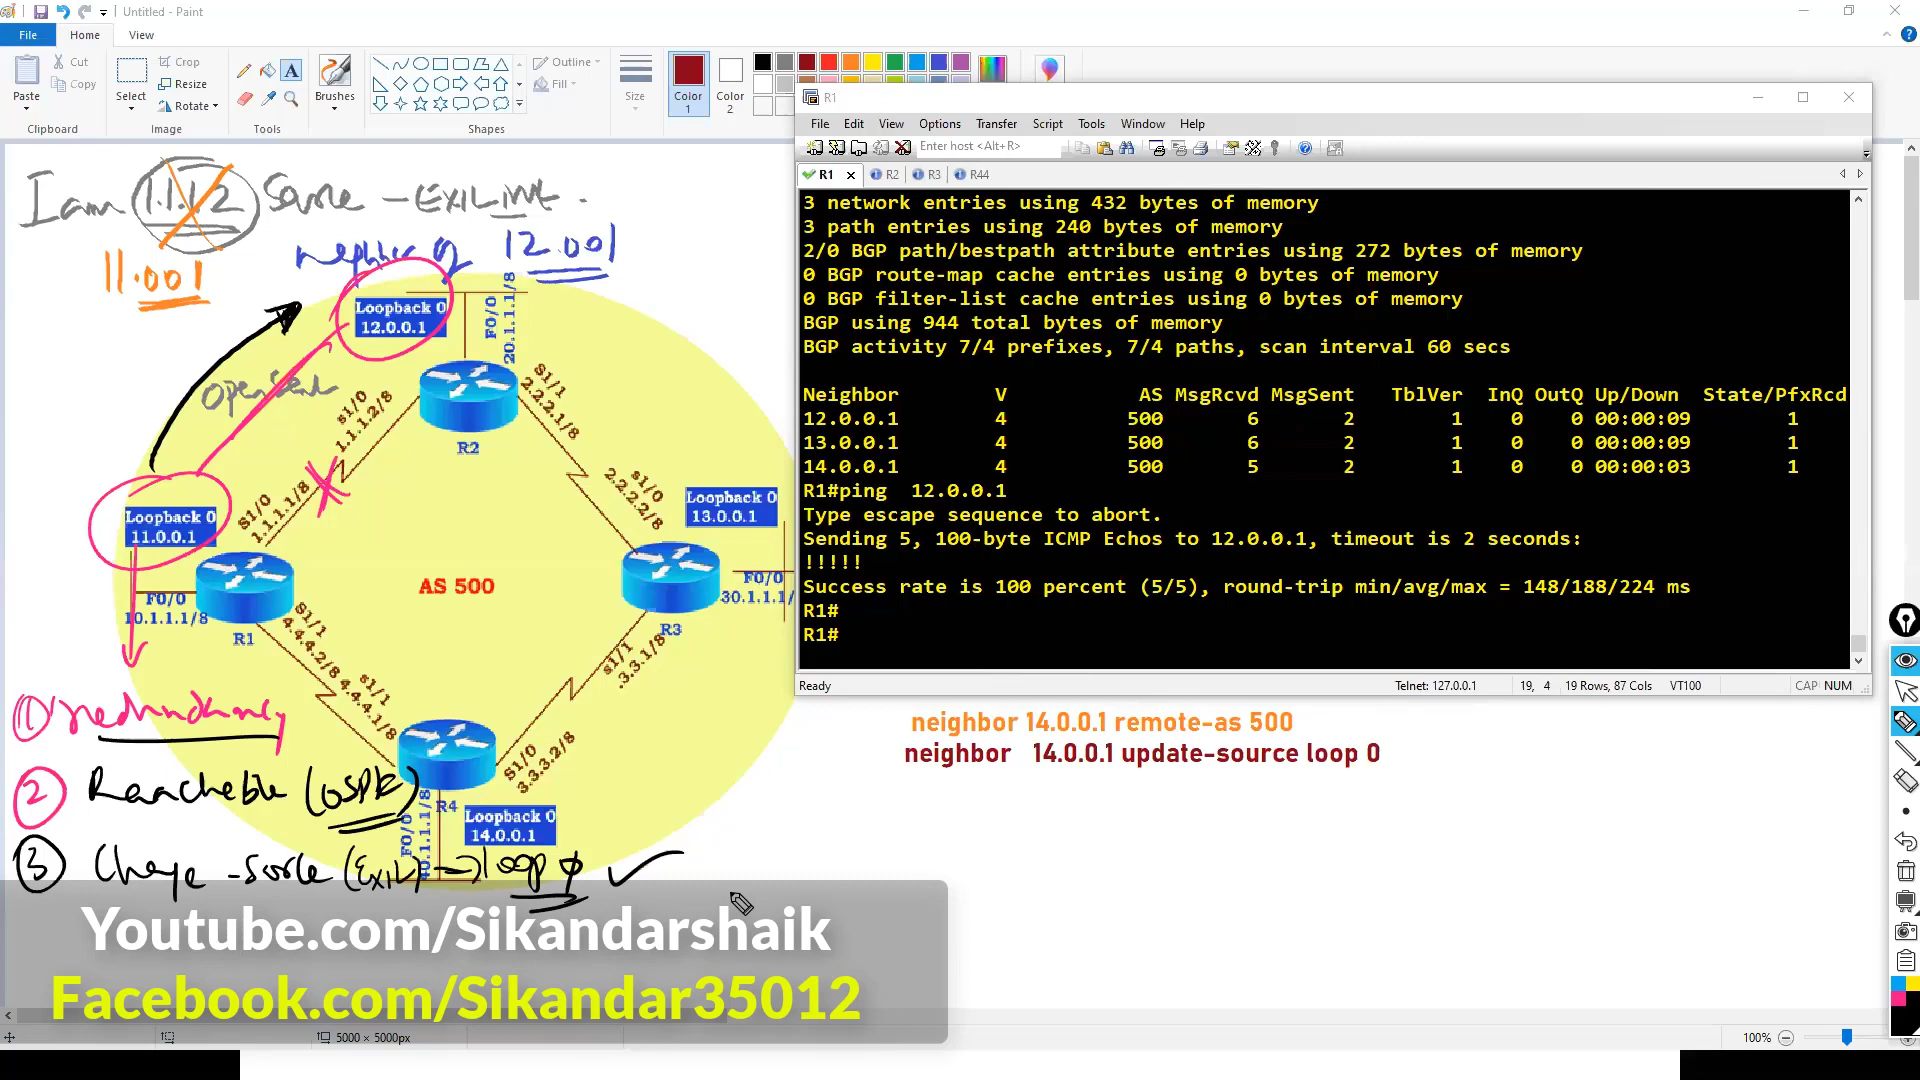 Untitled - Paint
File Home View
Paste
Cut
Copy
Clipboard
Select
Crop
Resize
Rotate
Image
Tools
Brushes
Shapes
Outline
Fill
Size
Color 1
Color 2
R1
File Edit View Options Transfer Script Tools Window Help
Enter host <Alt+R>
R1 R2 R3 R44
3 network entries using 432 bytes of memory
3 path entries using 240 bytes of memory
2/0 BGP path/bestpath attribute entries using 272 bytes of memory
0 BGP route-map cache entries using 0 bytes of memory
0 BGP filter-list cache entries using 0 bytes of memory
BGP using 944 total bytes of memory
BGP activity 7/4 prefixes, 7/4 paths, scan interval 60 secs
Neighbor V AS MsgRcvd MsgSent TblVer InQ OutQ Up/Down State/PfxRcd
12.0.0.1 4 500 6 2 1 0 0 00:00:09 1
13.0.0.1 4 500 6 2 1 0 0 00:00:09 1
14.0.0.1 4 500 5 2 1 0 0 00:00:03 1
R1#ping 12.0.0.1
Type escape sequence to abort.
Sending 5, 100-byte ICMP Echos to 12.0.0.1, timeout is 2 seconds:
!!!!!
Success rate is 100 percent (5/5), round-trip min/avg/max = 148/188/224 ms
R1#
R1#
Ready Telnet: 127.0.0.1 19, 4 19 Rows, 87 Cols VT100 CAP NUM
neighbor 14.0.0.1 remote-as 500
neighbor 14.0.0.1 update-source loop 0
I am 1.1.1.2
11.001
12.001
Loopback 0
12.0.0.1
F0/0
20.1.1.1/8
R2
S1/0
1.1.1.2/8
S1/1
2.2.2.1/8
Loopback 0
11.0.0.1
S1/0
1.1.1.1/8
F0/0
10.1.1.1/8
R1
AS 500
S1/0
2.2.2.2/8
Loopback 0
13.0.0.1
F0/0
30.1.1.1/
R3
S1/1
4.4.4.2/8
S1/1
4.4.4.1/8
S1/1
.3.3.1/8
S1/0
3.3.3.2/8
R4
Loopback 0
14.0.0.1
F0/0
40.1.1.1/8
① redundancy
② Reachable
③
Youtube.com/Sikandarshaik
Facebook.com/Sikandar35012
5000 × 5000px
100%